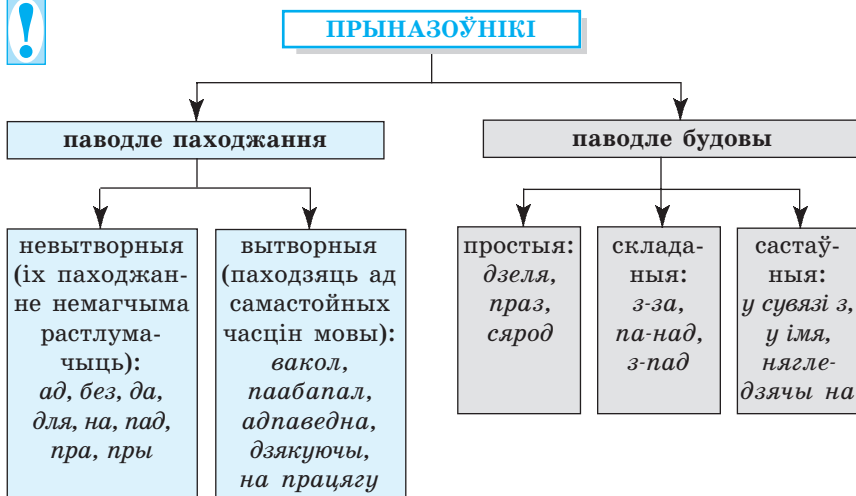 !
ПРЫНАЗОЎНІКІ
паводле паходжання
паводле будовы
невытворныя
(іх паходжан-
не немагчыма
растлума-
чыць):
ад, без, да,
для, на, пад,
пра, пры
вытворныя
(паходзяць ад
самастойных
часцін мовы):
вакол,
паабапал,
адпаведна,
дзякуючы,
на працягу
простыя:
дзеля,
праз,
сярод
склада-
ныя:
з-за,
па-над,
з-пад
састаў-
ныя:
у сувязі з,
у імя,
нягле-
дзячы на